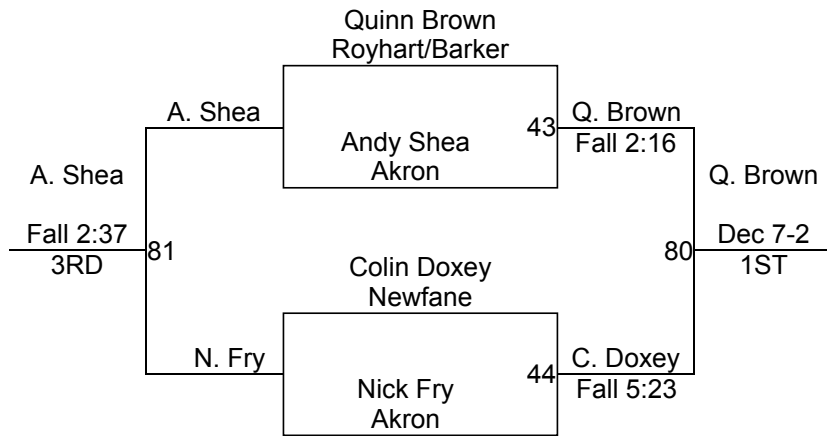 Quinn Brown
Royhart/Barker
A. Shea
43
Q. Brown
Andy Shea
Fall 2:16
Akron
A. Shea
Q. Brown
Fall 2:37
81
80
Dec 7-2
3RD
1ST
Colin Doxey
Newfane
N. Fry
44
C. Doxey
Nick Fry
Fall 5:23
Akron